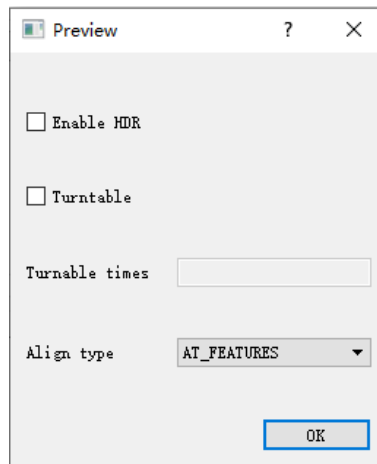 Preview
Enable HDR
Turntable
Turnable times
Align type AT_FEATURES
OK